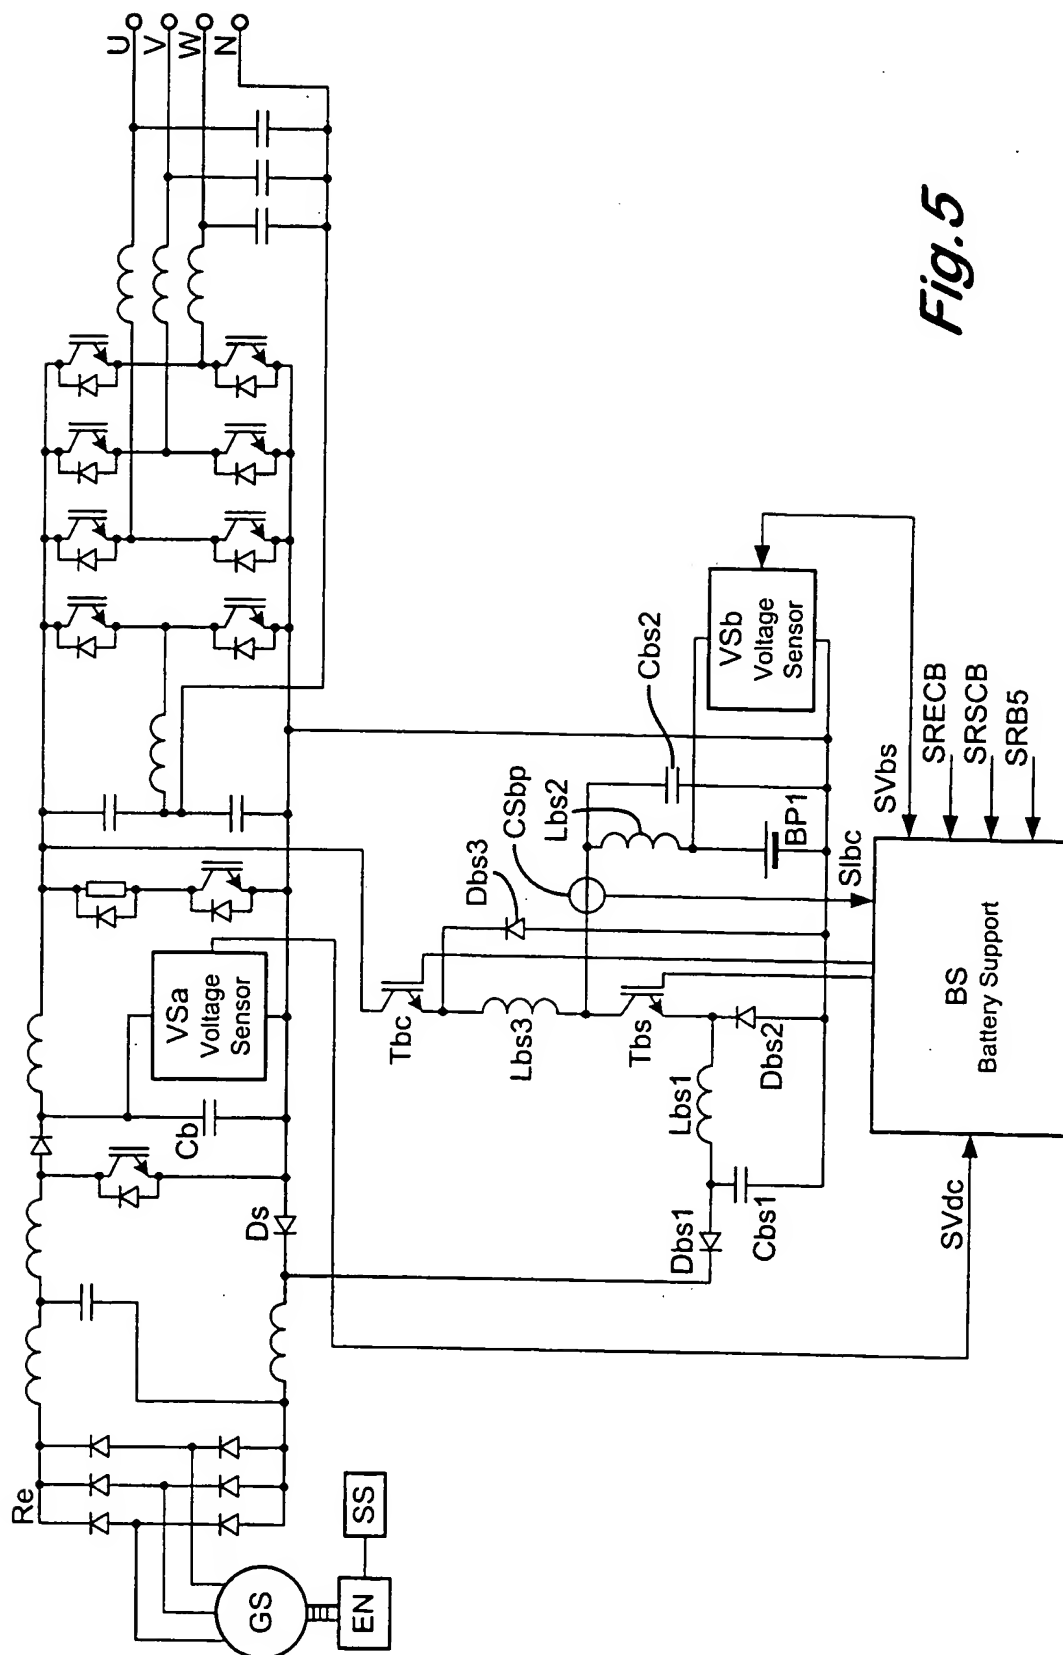 U
V
W
N
Re
GS
EN
SS
Ds
Cb
VSa
Voltage
Sensor
Tbc
Dbs3
CSbp
Lbs2
Cbs2
VSb
Voltage
Sensor
Lbs3
Tbs
BP1
Lbs1
Dbs2
Dbs1
Cbs1
SVdc
SIbc
SVbs
SRECB
SRSCB
SRB5
BS
Battery Support
Fig.5